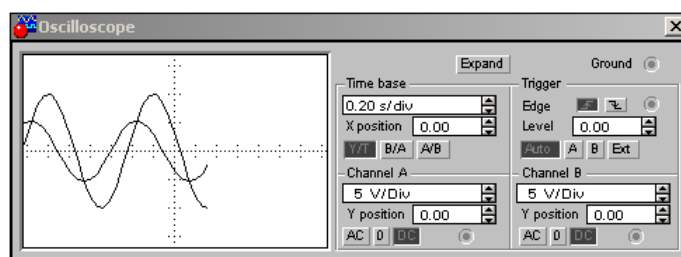 Oscilloscope
Expand Ground
Time base
0.20 s/div
X position 0.00
Y/T B/A A/B
Trigger
Edge
Level 0.00
Auto A B Ext
Channel A
5 V/Div
Y position 0.00
AC 0 DC
Channel B
5 V/Div
Y position 0.00
AC 0 DC